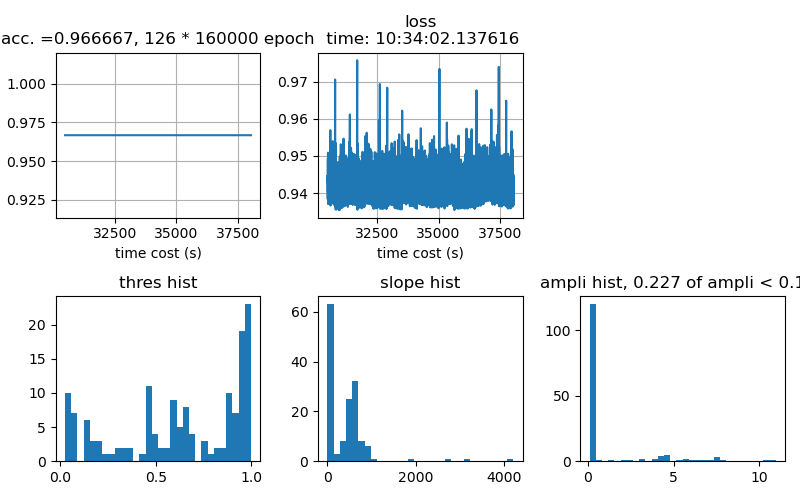 acc. =0.966667, 126 * 160000 epoch
loss
time: 10:34:02.137616
1.000
0.975
0.950
0.925
32500 35000 37500
time cost (s)
0.97
0.96
0.95
0.94
32500 35000 37500
time cost (s)
thres hist
20
15
10
5
0
0.0 0.5 1.0
slope hist
60
40
20
0
0 2000 4000
ampli hist, 0.227 of ampli < 0.1
100
50
0
0 5 10